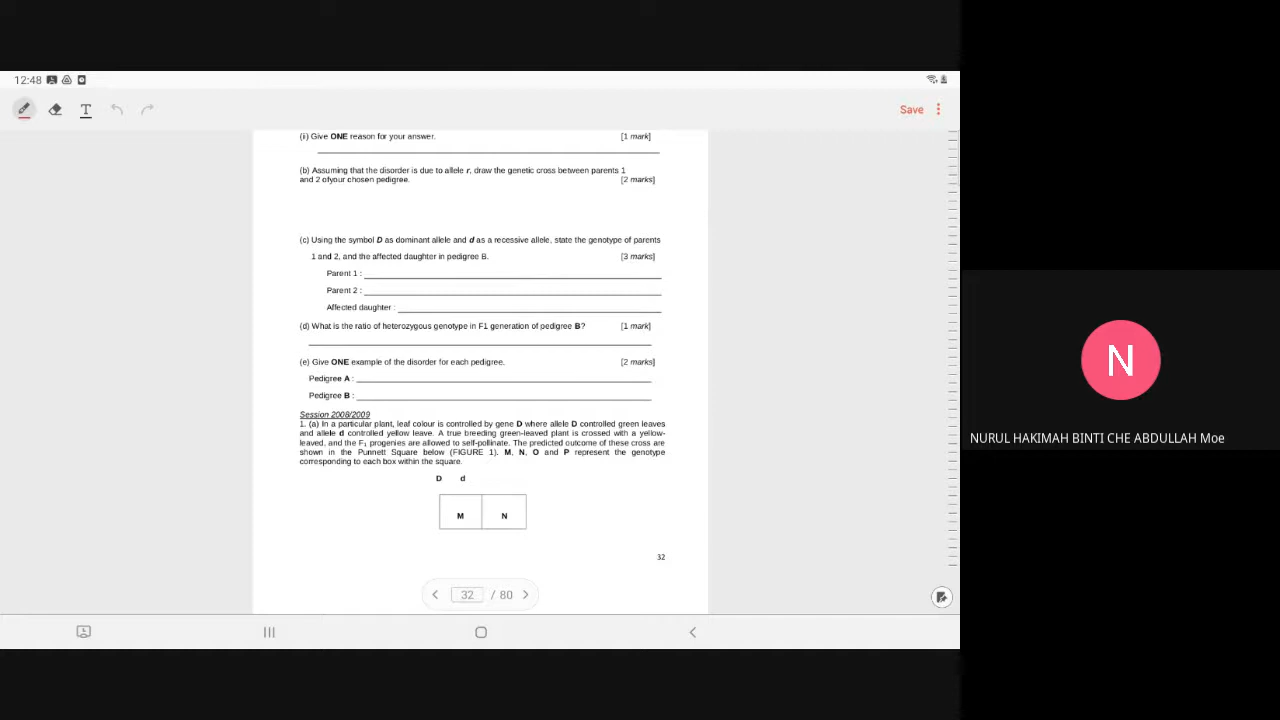 12:48
Save
(ii) Give ONE reason for your answer. [1 mark]
(b) Assuming that the disorder is due to allele r, draw the genetic cross between parents 1
and 2 ofyour chosen pedigree. [2 marks]
(c) Using the symbol D as dominant allele and d as a recessive allele, state the genotype of parents
1 and 2, and the affected daughter in pedigree B. [3 marks]
Parent 1 :
Parent 2 :
Affected daughter :
(d) What is the ratio of heterozygous genotype in F1 generation of pedigree B? [1 mark]
(e) Give ONE example of the disorder for each pedigree. [2 marks]
Pedigree A :
Pedigree B :
Session 2008/2009
1. (a) In a particular plant, leaf colour is controlled by gene D where allele D controlled green leaves
and allele d controlled yellow leave. A true breeding green-leaved plant is crossed with a yellow-
leaved, and the F1 progenies are allowed to self-pollinate. The predicted outcome of these cross are
shown in the Punnett Square below (FIGURE 1). M, N, O and P represent the genotype
corresponding to each box within the square.
D d
M N
32
32 / 80
N
NURUL HAKIMAH BINTI CHE ABDULLAH Moe